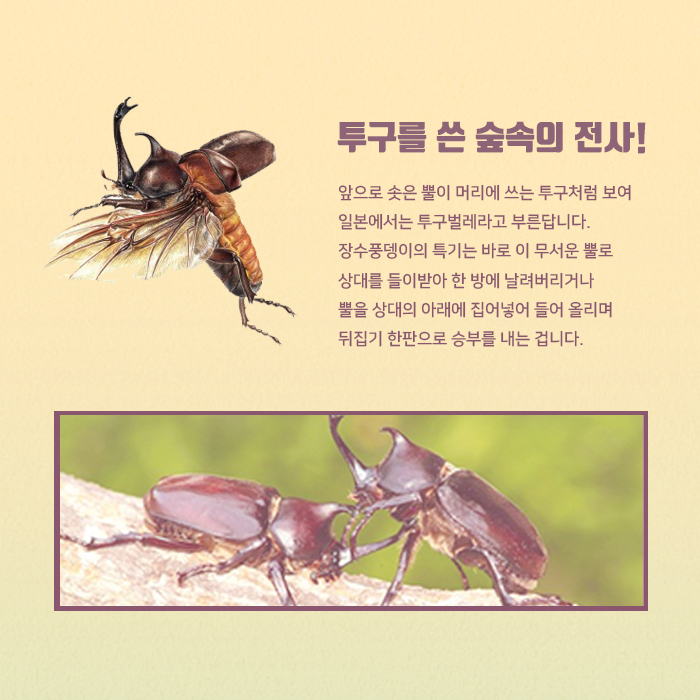 투구를 쓴 숲속의 전사!
앞으로 솟은 뿔이 머리에 쓰는 투구처럼 보여
일본에서는 투구벌레라고 부른답니다.
장수풍뎅이의 특기는 바로 이 무서운 뿔로
상대를 들이받아 한 방에 날려버리거나
뿔을 상대의 아래에 집어넣어 들어 올리며
뒤집기 한판으로 승부를 내는 겁니다.